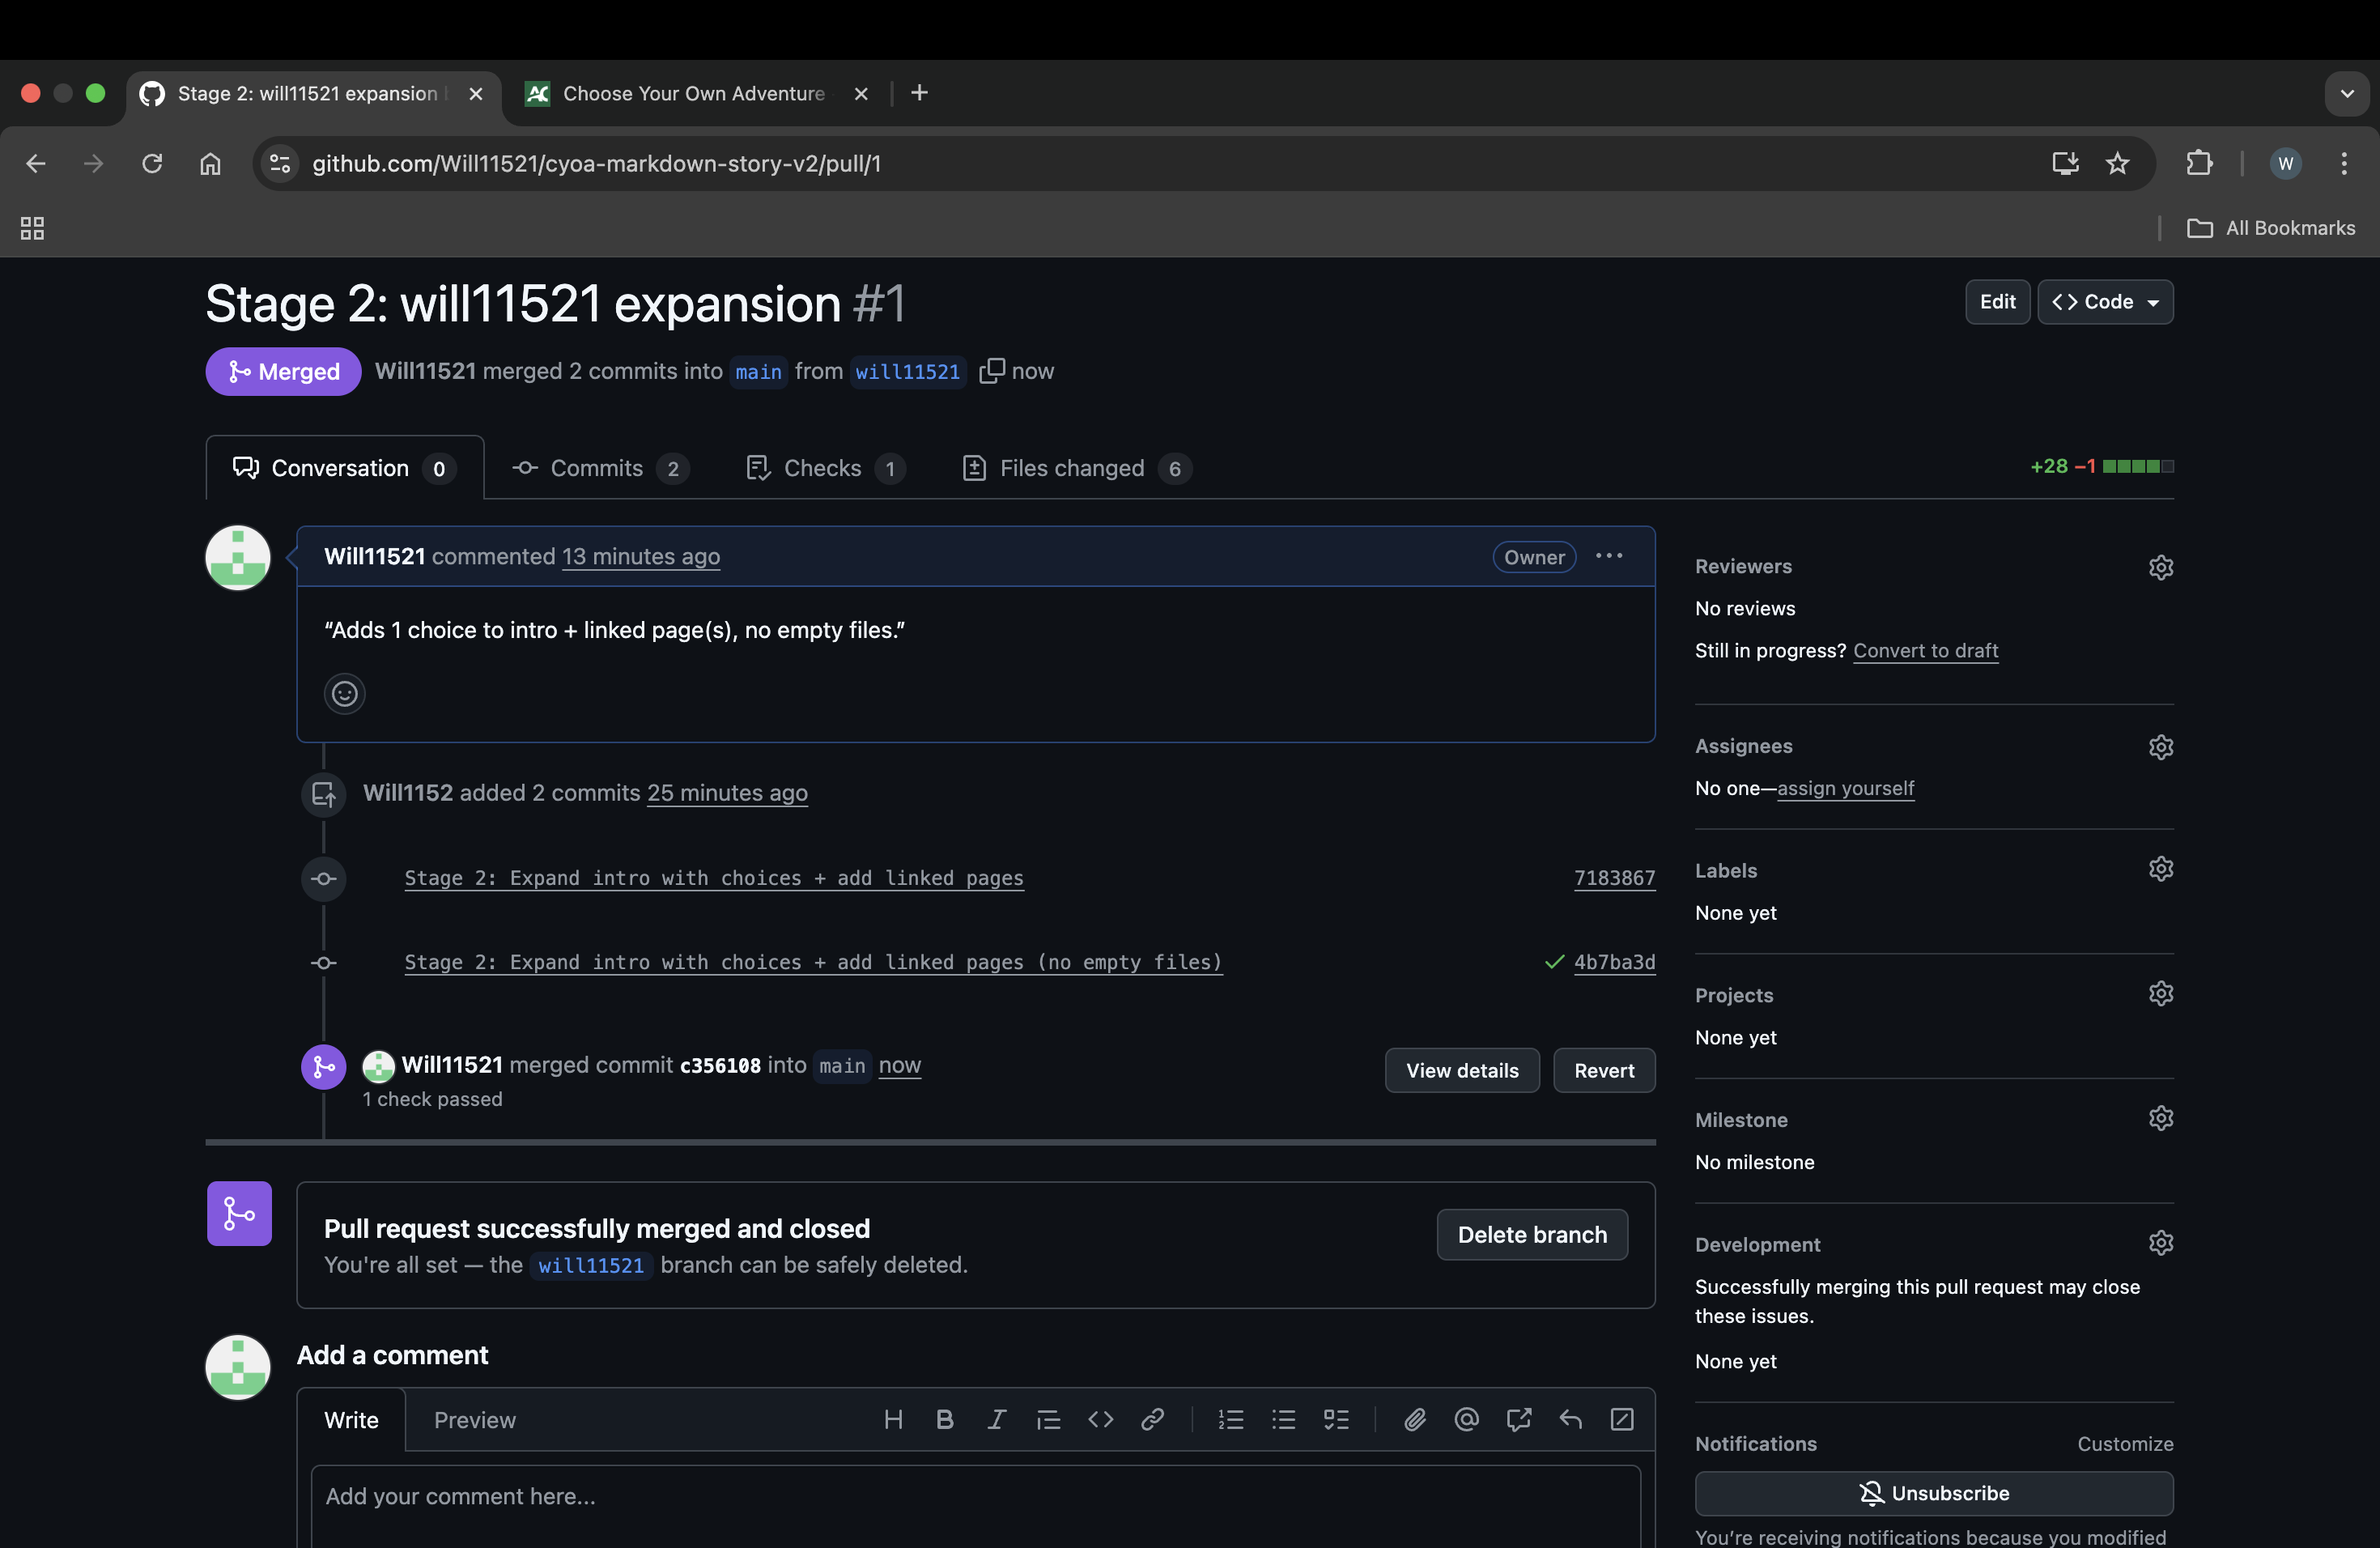 Stage 2: will11521 expansion
Choose Your Own Adventure
github.com/Will11521/cyoa-markdown-story-v2/pull/1
W
All Bookmarks
Stage 2: will11521 expansion #1
Edit
Code
Merged
Will11521 merged 2 commits into main from will11521 now
Conversation 0
Commits 2
Checks 1
Files changed 6
+28 −1
Will11521 commented 13 minutes ago
Owner
“Adds 1 choice to intro + linked page(s), no empty files.”
Will1152 added 2 commits 25 minutes ago
Stage 2: Expand intro with choices + add linked pages
7183867
Stage 2: Expand intro with choices + add linked pages (no empty files)
4b7ba3d
Will11521 merged commit c356108 into main now
1 check passed
View details
Revert
Pull request successfully merged and closed
You're all set — the will11521 branch can be safely deleted.
Delete branch
Add a comment
Write
Preview
Add your comment here...
Reviewers
No reviews
Still in progress? Convert to draft
Assignees
No one—assign yourself
Labels
None yet
Projects
None yet
Milestone
No milestone
Development
Successfully merging this pull request may close
these issues.
None yet
Notifications
Customize
Unsubscribe
You’re receiving notifications because you modified